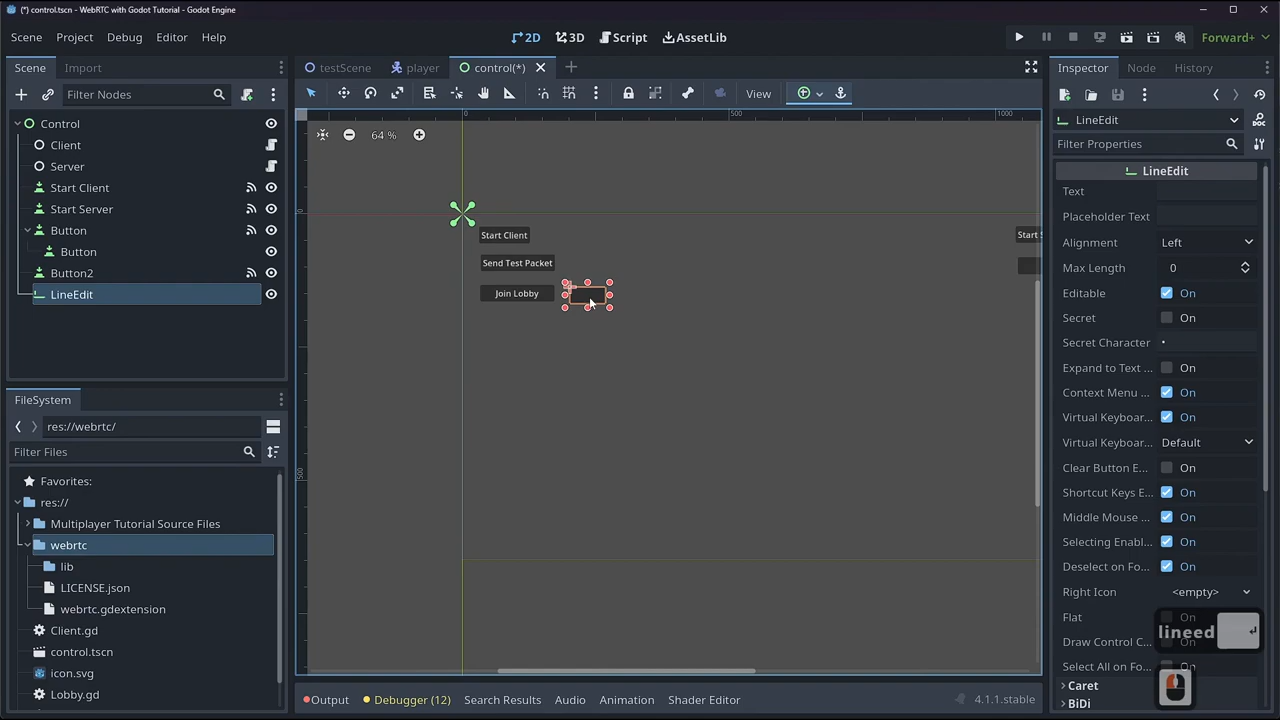 (*) control.tscn - WebRTC with Godot Tutorial - Godot Engine
Scene Project Debug Editor Help
2D 3D Script AssetLib
Forward+
Scene Import
testScene player control(*)
Inspector Node History
Filter Nodes
64 %
View
LineEdit
Filter Properties
Control
Client
Server
Start Client
Start Server
Button
Button
Button2
LineEdit
0 500 1000
0
500
Start Client
Start S
Send Test Packet
Join Lobby
LineEdit
Text
Placeholder Text
Alignment Left
Max Length 0
Editable On
Secret On
Secret Character •
Expand to Text ... On
Context Menu ... On
Virtual Keyboar... On
Virtual Keyboar... Default
Clear Button E... On
Shortcut Keys E... On
Middle Mouse ... On
Selecting Enabl... On
Deselect on Fo... On
Right Icon <empty>
Flat On
Draw Control C... On
Select All on Fo... On
Caret
BiDi
lineed
FileSystem
res://webrtc/
Filter Files
Favorites:
res://
Multiplayer Tutorial Source Files
webrtc
lib
LICENSE.json
webrtc.gdextension
Client.gd
control.tscn
icon.svg
Lobby.gd
Output Debugger (12) Search Results Audio Animation Shader Editor
4.1.1.stable